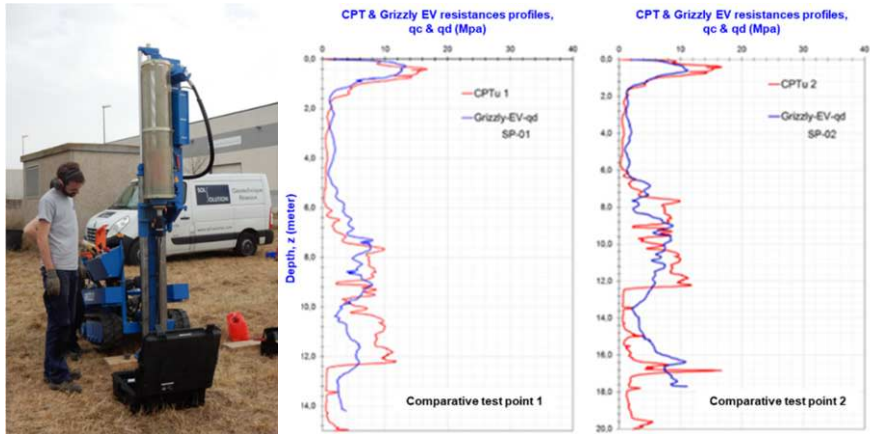 SOL
SOLUTION
Géotechnique
Réseaux
CPT & Grizzly EV resistances profiles,
qc & qd (Mpa)
0 10 20 30 40
0,0
2,0
4,0
6,0
8,0
10,0
12,0
14,0
Depth, z (meter)
CPTu 1
Grizzly-EV-qd
SP-01
Comparative test point 1
CPT & Grizzly EV resistances profiles,
qc & qd (Mpa)
0 10 20 30 40
0,0
2,0
4,0
6,0
8,0
10,0
12,0
14,0
16,0
18,0
20,0
CPTu 2
Grizzly-EV-qd
SP-02
Comparative test point 2